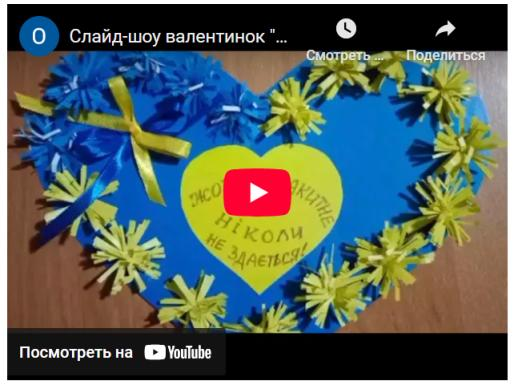 О
Слайд-шоу валентинок "...
Смотреть ...
Поделиться
НІКОЛИ
НЕ ЗДАЄТЬСЯ!
Посмотреть на YouTube